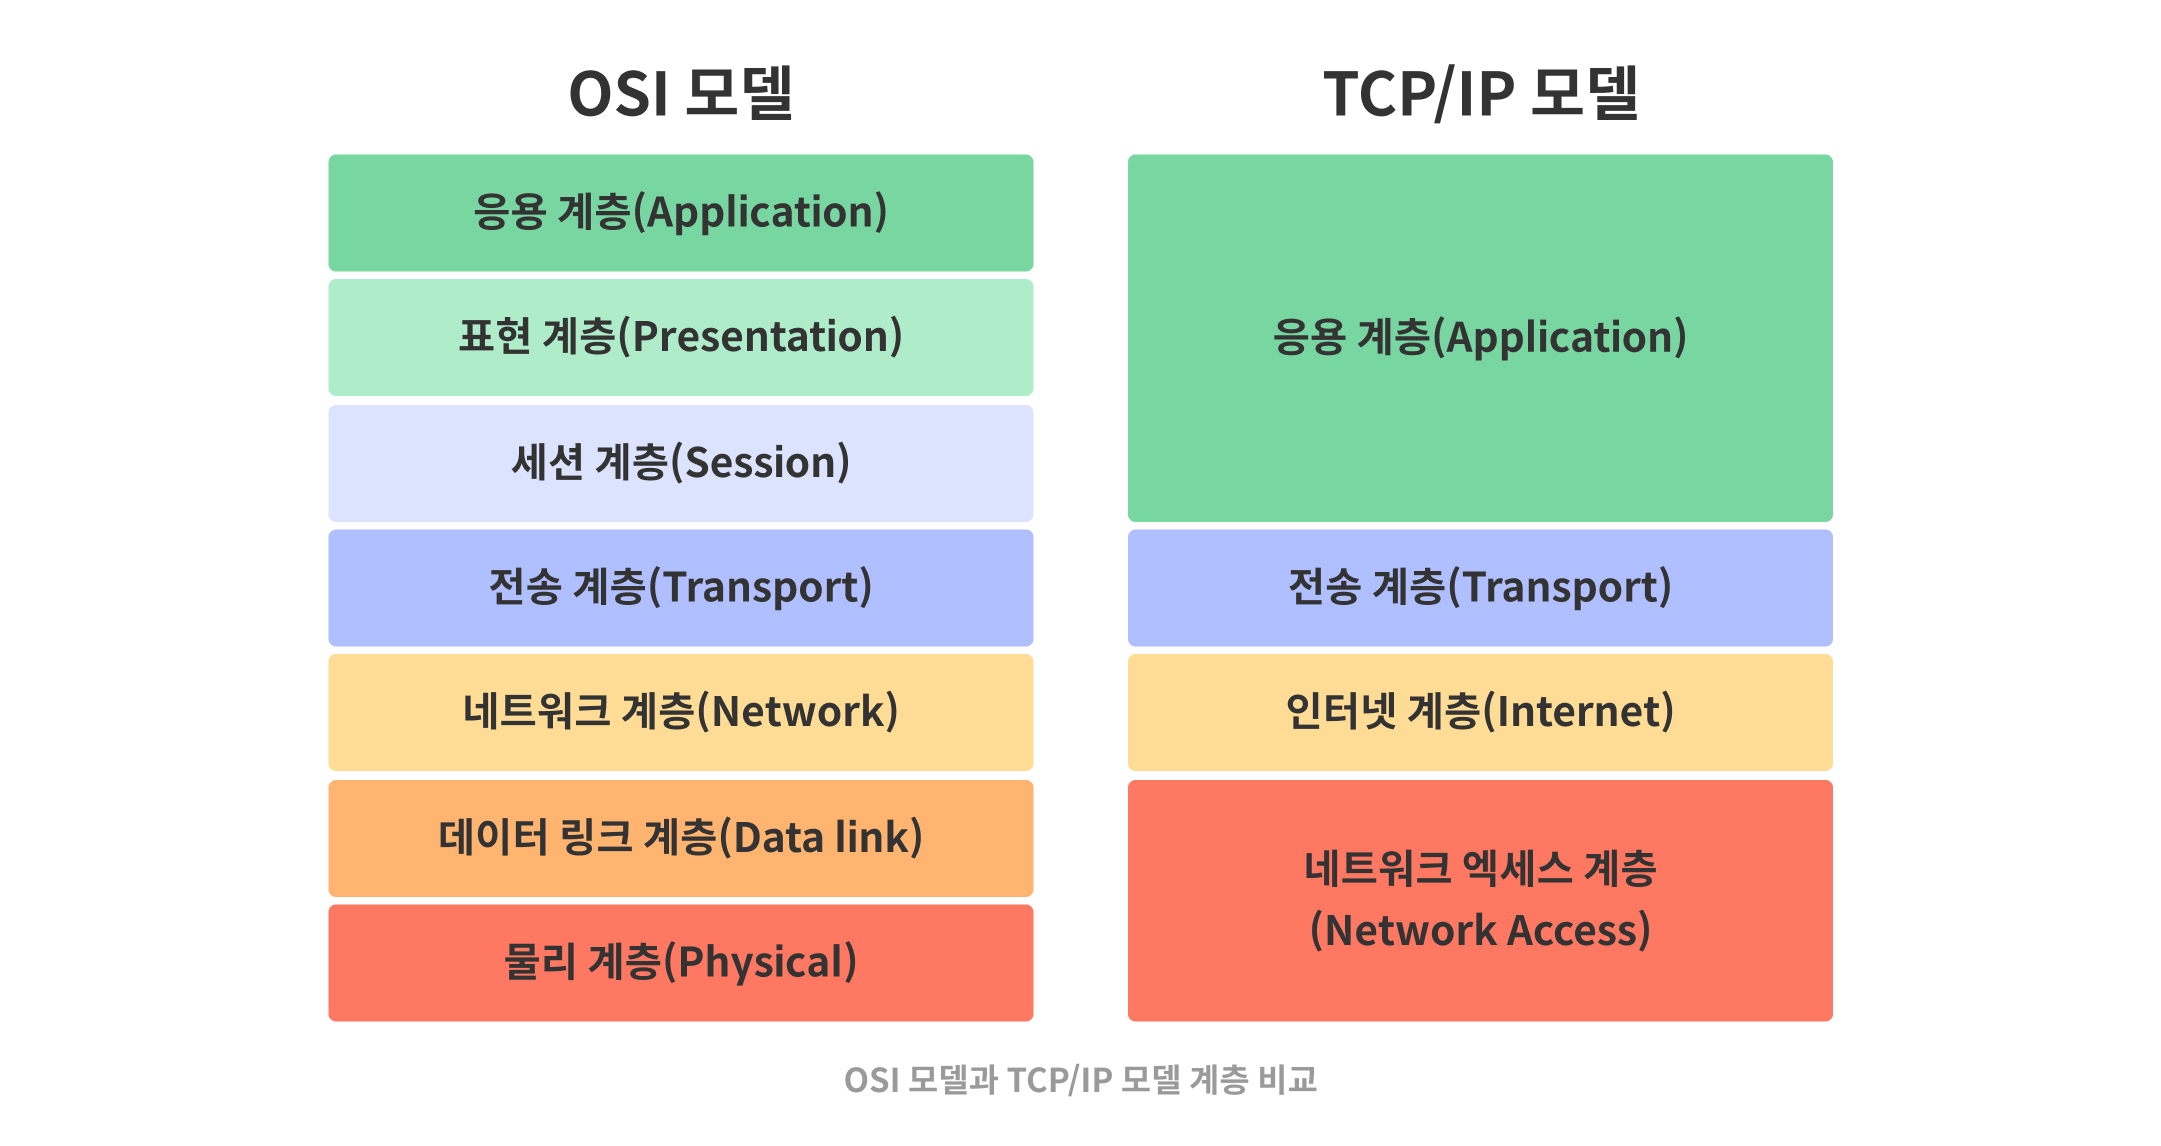 OSI 모델
응용 계층(Application)
표현 계층(Presentation)
세션 계층(Session)
전송 계층(Transport)
네트워크 계층(Network)
데이터 링크 계층(Data link)
물리 계층(Physical)
TCP/IP 모델
응용 계층(Application)
전송 계층(Transport)
인터넷 계층(Internet)
네트워크 엑세스 계층
(Network Access)
OSI 모델과 TCP/IP 모델 계층 비교